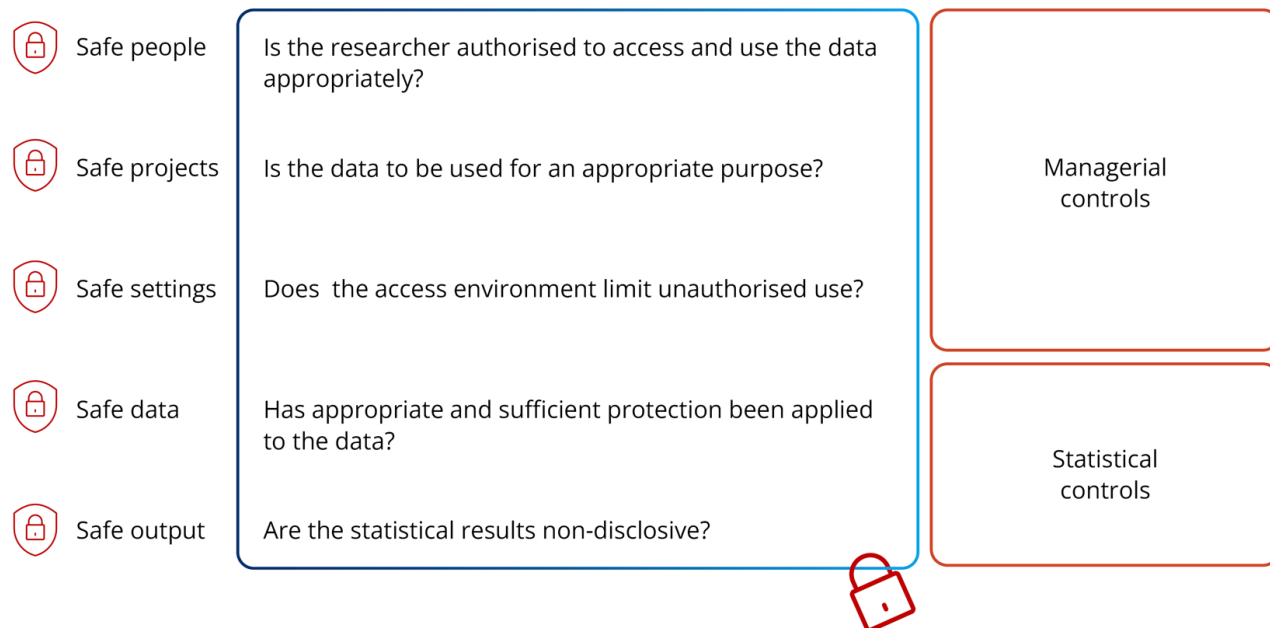 Safe people
Is the researcher authorised to access and use the data
appropriately?
Safe projects
Is the data to be used for an appropriate purpose?
Safe settings
Does  the access environment limit unauthorised use?
Safe data
Has appropriate and sufficient protection been applied
to the data?
Safe output
Are the statistical results non-disclosive?
Managerial
controls
Statistical
controls